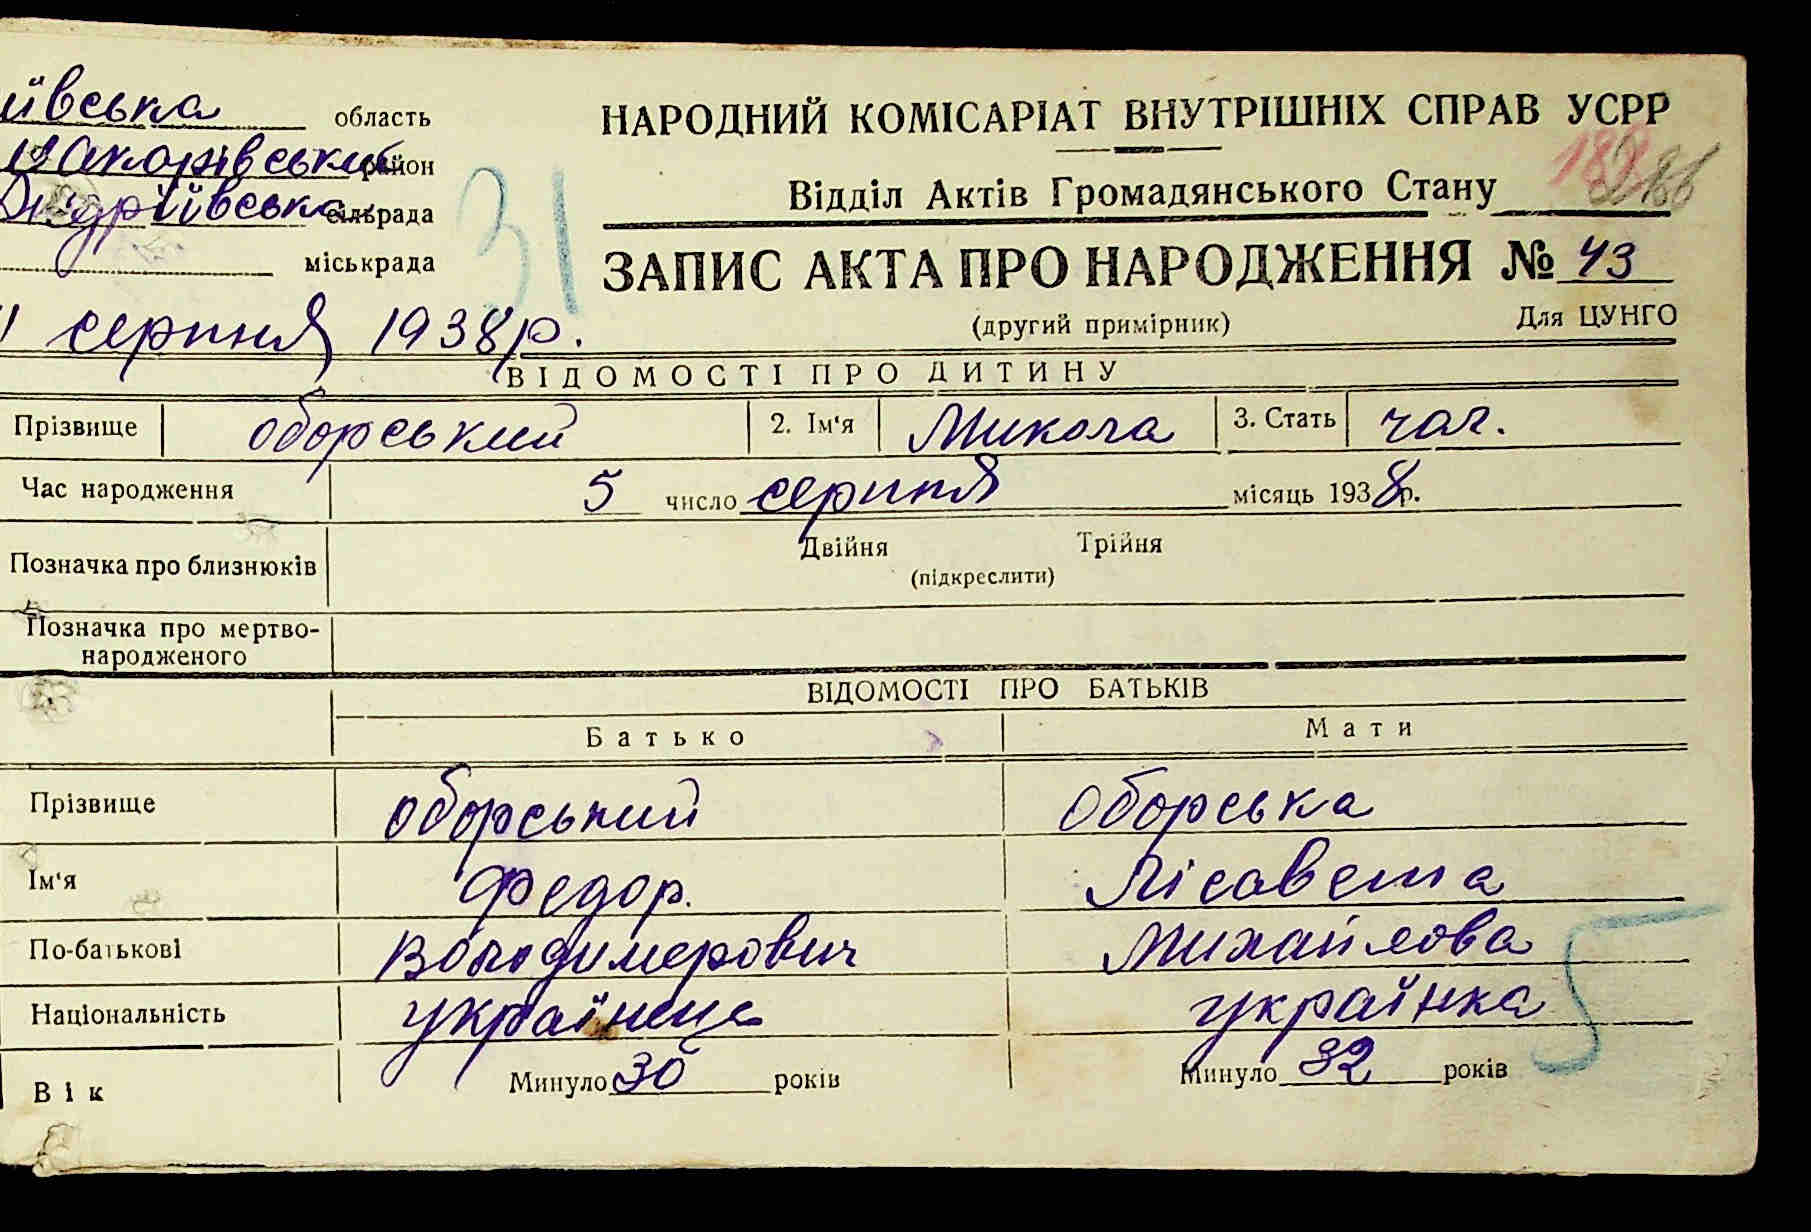 ївська область
Макарівський район
Андріївська сільрада
міськрада
31
НАРОДНИЙ КОМІСАРІАТ ВНУТРІШНІХ СПРАВ УСРР
Відділ Актів Громадянського Стану
188
ЗАПИС АКТА ПРО НАРОДЖЕННЯ № 43
серпня 1938 р.
(другий примірник) Для ЦУНГО
ВІДОМОСТІ ПРО ДИТИНУ
Прізвище оборський 2. Ім'я Микола 3. Стать чол.
Час народження 5 число серпня місяць 1938 р.
Позначка про близнюків Двійня Трійня
(підкреслити)
Позначка про мертво-
народженого
ВІДОМОСТІ ПРО БАТЬКІВ
Батько Мати
Прізвище оборський Оборська
Ім'я Федор. Лісавета
По-батькові Володимерович Михайлова
Національність українець українка
5
Вік Минуло 30 років Минуло 32 років